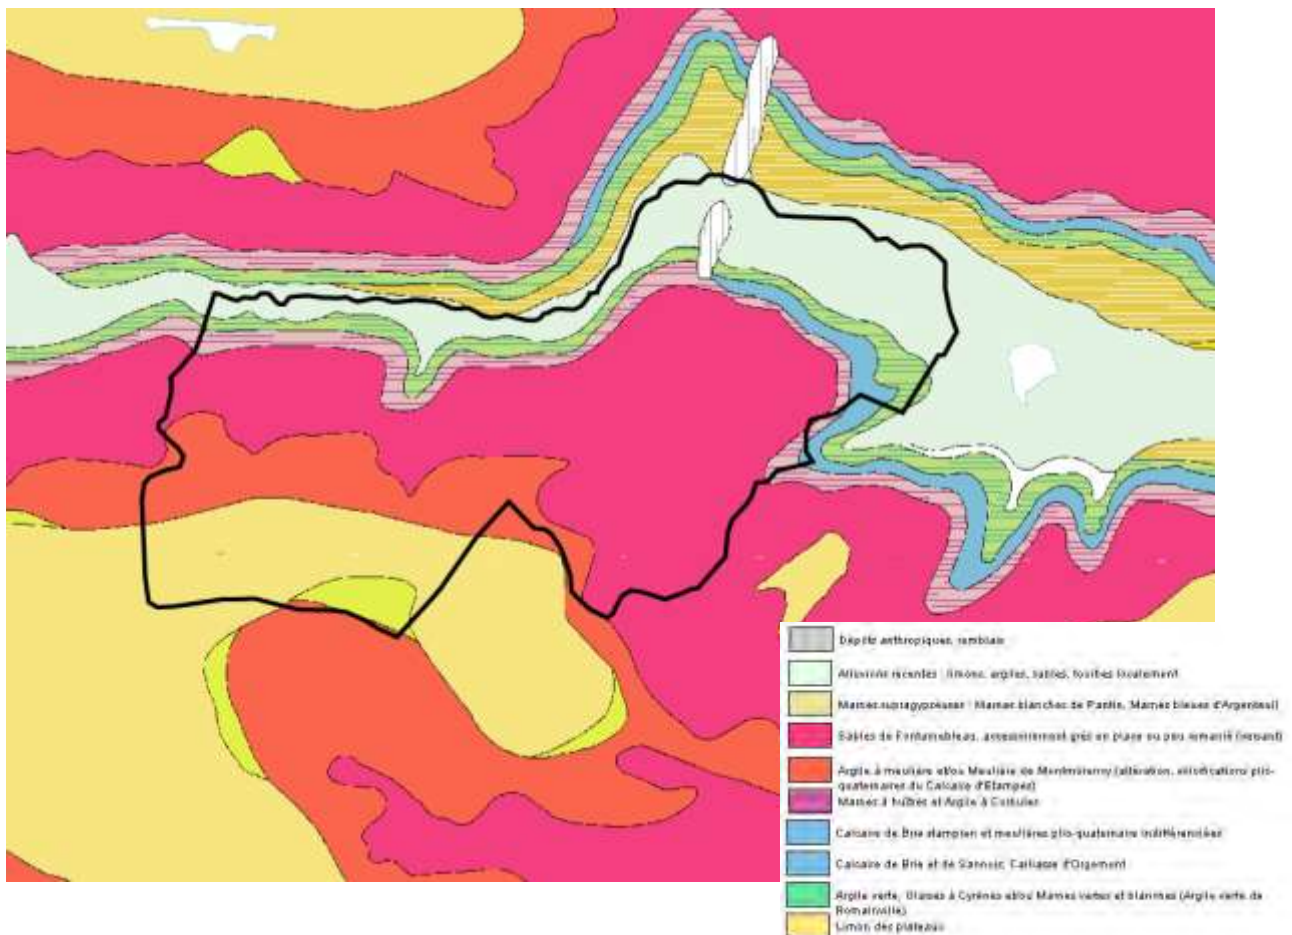 Dépôts anthropiques, remblais
Alluvions récentes : limons, argiles, sables, tourbes localement
Marnes supragypseuses : Marnes blanches de Pantin, Marnes bleues d'Argenteuil
Sables de Fontainebleau, accessoirement grès en place ou peu remanié (versant)
Argile à meulière et/ou Meulière de Montmorency (altération, silicifications plio-
quaternaires du Calcaire d'Etampes)
Marnes à huîtres et Argile à Corbules
Calcaire de Brie stampien et meulières plio-quaternaire indifférenciées
Calcaire de Brie et de Sannois, Caillasse d'Orgemont
Argile verte, Glaises à Cyrènes et/ou Marnes vertes et blanches (Argile verte de
Romainville)
Limon des plateaux